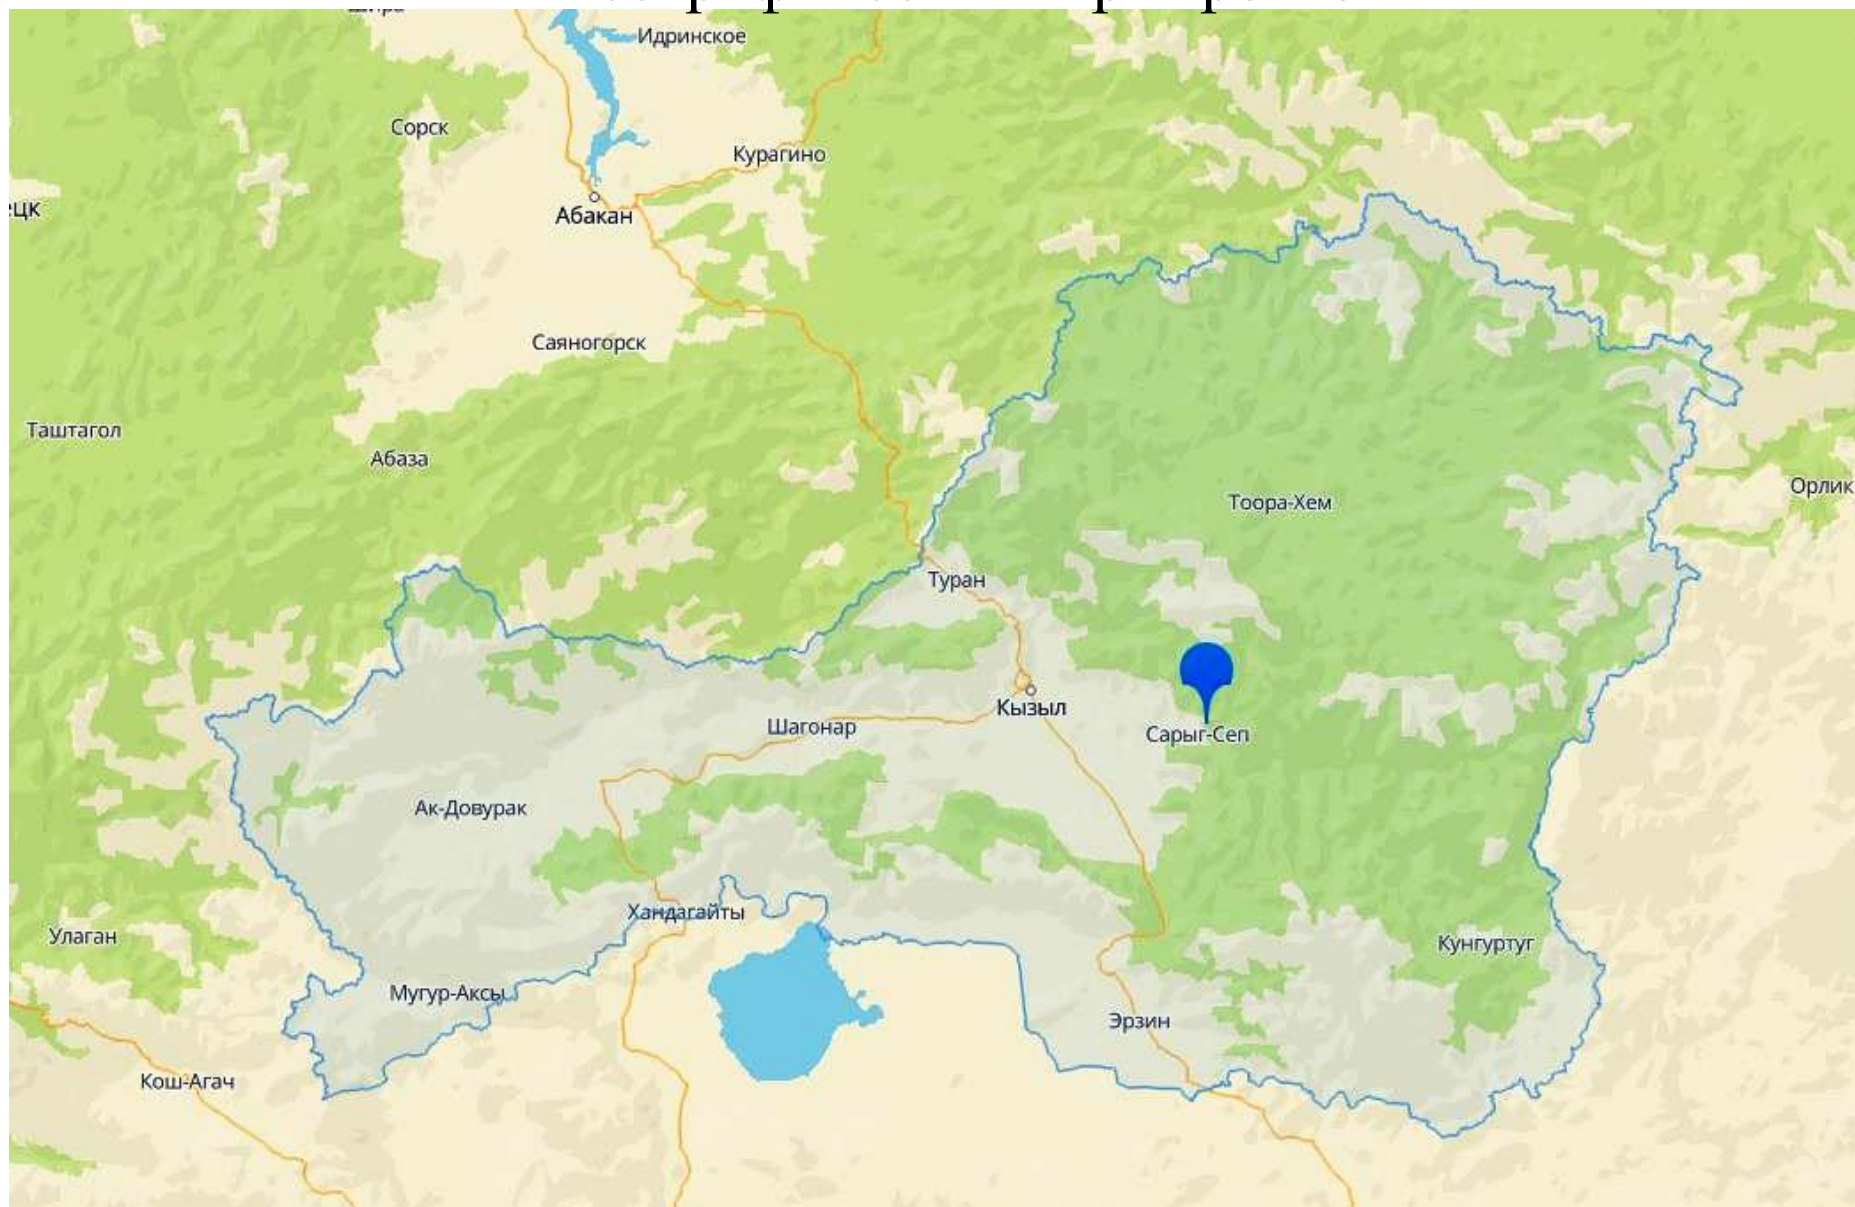 Идринское
Сорск
Курагино
Абакан
Саяногорск
Таштагол
Абаза
Орлик
Тоора-Хем
Туран
Кызыл
Шагонар
Сарыг-Сеп
Ак-Довурак
Хандагайты
Улаган
Кунгуртуг
Мугур-Аксы
Эрзин
Кош-Агач